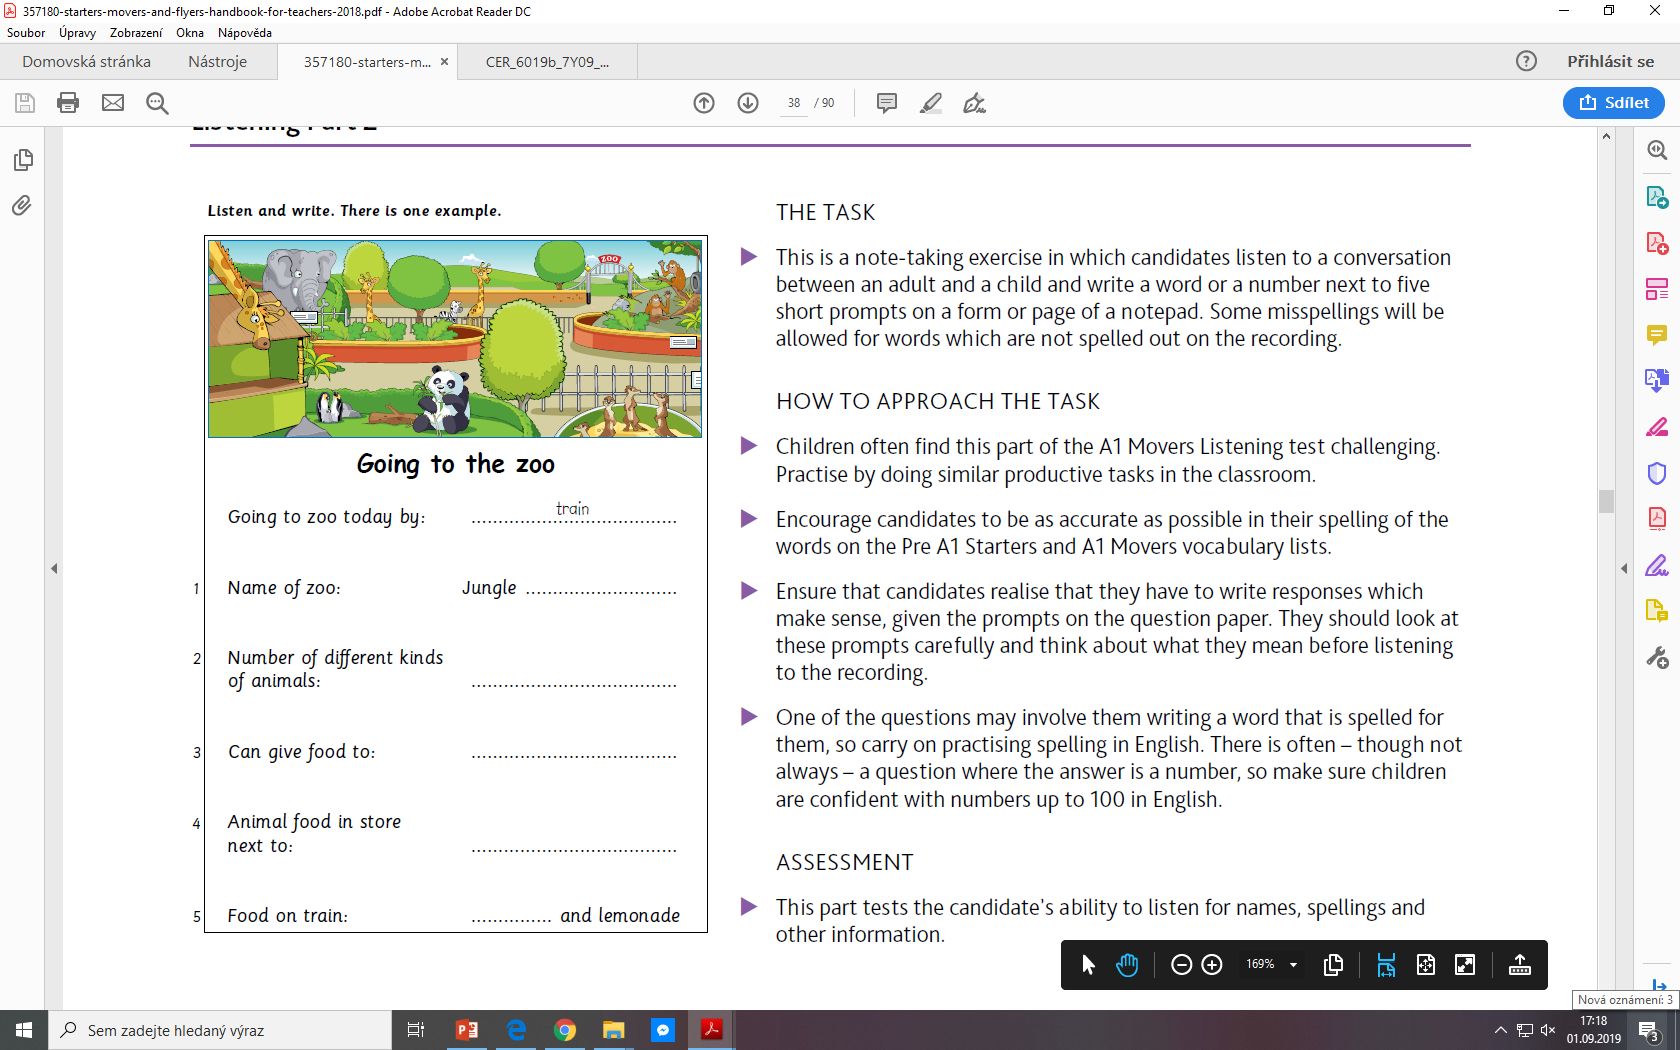 357180-starters-movers-and-flyers-handbook-for-teachers-2018.pdf - Adobe Acrobat Reader DC
Soubor Úpravy Zobrazení Okna Nápověda
Domovská stránka Nástroje 357180-starters-m... × CER_6019b_7Y09_... Přihlásit se
38 / 90 Sdílet
Listening Part 2
Listen and write. There is one example.
ZOO
Going to the zoo
Going to zoo today by: train
1 Name of zoo: Jungle ............................
2 Number of different kinds
of animals: ......................................
3 Can give food to: ......................................
4 Animal food in store
next to: ......................................
5 Food on train: ............... and lemonade
THE TASK
This is a note-taking exercise in which candidates listen to a conversation
between an adult and a child and write a word or a number next to five
short prompts on a form or page of a notepad. Some misspellings will be
allowed for words which are not spelled out on the recording.
HOW TO APPROACH THE TASK
Children often find this part of the A1 Movers Listening test challenging.
Practise by doing similar productive tasks in the classroom.
Encourage candidates to be as accurate as possible in their spelling of the
words on the Pre A1 Starters and A1 Movers vocabulary lists.
Ensure that candidates realise that they have to write responses which
make sense, given the prompts on the question paper. They should look at
these prompts carefully and think about what they mean before listening
to the recording.
One of the questions may involve them writing a word that is spelled for
them, so carry on practising spelling in English. There is often – though not
always – a question where the answer is a number, so make sure children
are confident with numbers up to 100 in English.
ASSESSMENT
This part tests the candidate's ability to listen for names, spellings and
other information.
169%
Nová oznámení: 3
Sem zadejte hledaný výraz
17:18
01.09.2019
3